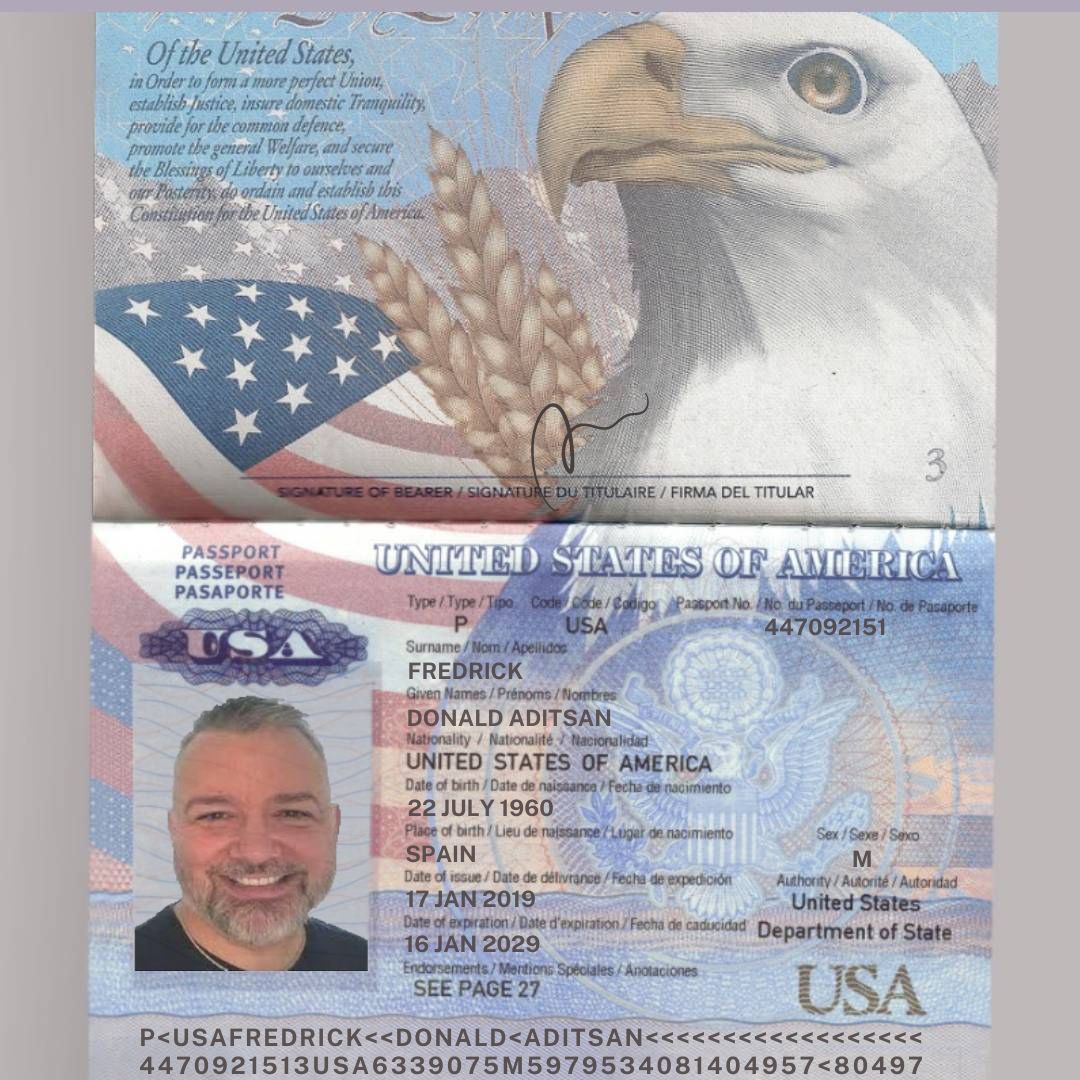 Of the United States,
in Order to form a more perfect Union,
establish Justice, insure domestic Tranquility,
provide for the common defence,
promote the general Welfare, and secure
the Blessings of Liberty to ourselves and
our Posterity, do ordain and establish this
Constitution for the United States of America.
3
SIGNATURE OF BEARER / SIGNATURE DU TITULAIRE / FIRMA DEL TITULAR
PASSPORT
PASSEPORT
PASAPORTE
USA
UNITED STATES OF AMERICA
Type / Type / Tipo Code / Code / Codigo Passport No. / No. du Passeport / No. de Pasaporte
P USA 447092151
Surname / Nom / Apellidos
FREDRICK
Given Names / Prénoms / Nombres
DONALD ADITSAN
Nationality / Nationalité / Nacionalidad
UNITED STATES OF AMERICA
Date of birth / Date de naissance / Fecha de nacimiento
22 JULY 1960
Place of birth / Lieu de naissance / Lugar de nacimiento Sex / Sexe / Sexo
SPAIN M
Date of issue / Date de délivrance / Fecha de expedición Authority / Autorité / Autoridad
17 JAN 2019 United States
Date of expiration / Date d'expiration / Fecha de caducidad Department of State
16 JAN 2029
Endorsements / Mentions Spéciales / Anotaciones
SEE PAGE 27 USA
P<USAFREDRICK<<DONALD<ADITSAN<<<<<<<<<<<<<<<<<
4470921513USA6339075M5979534081404957<80497